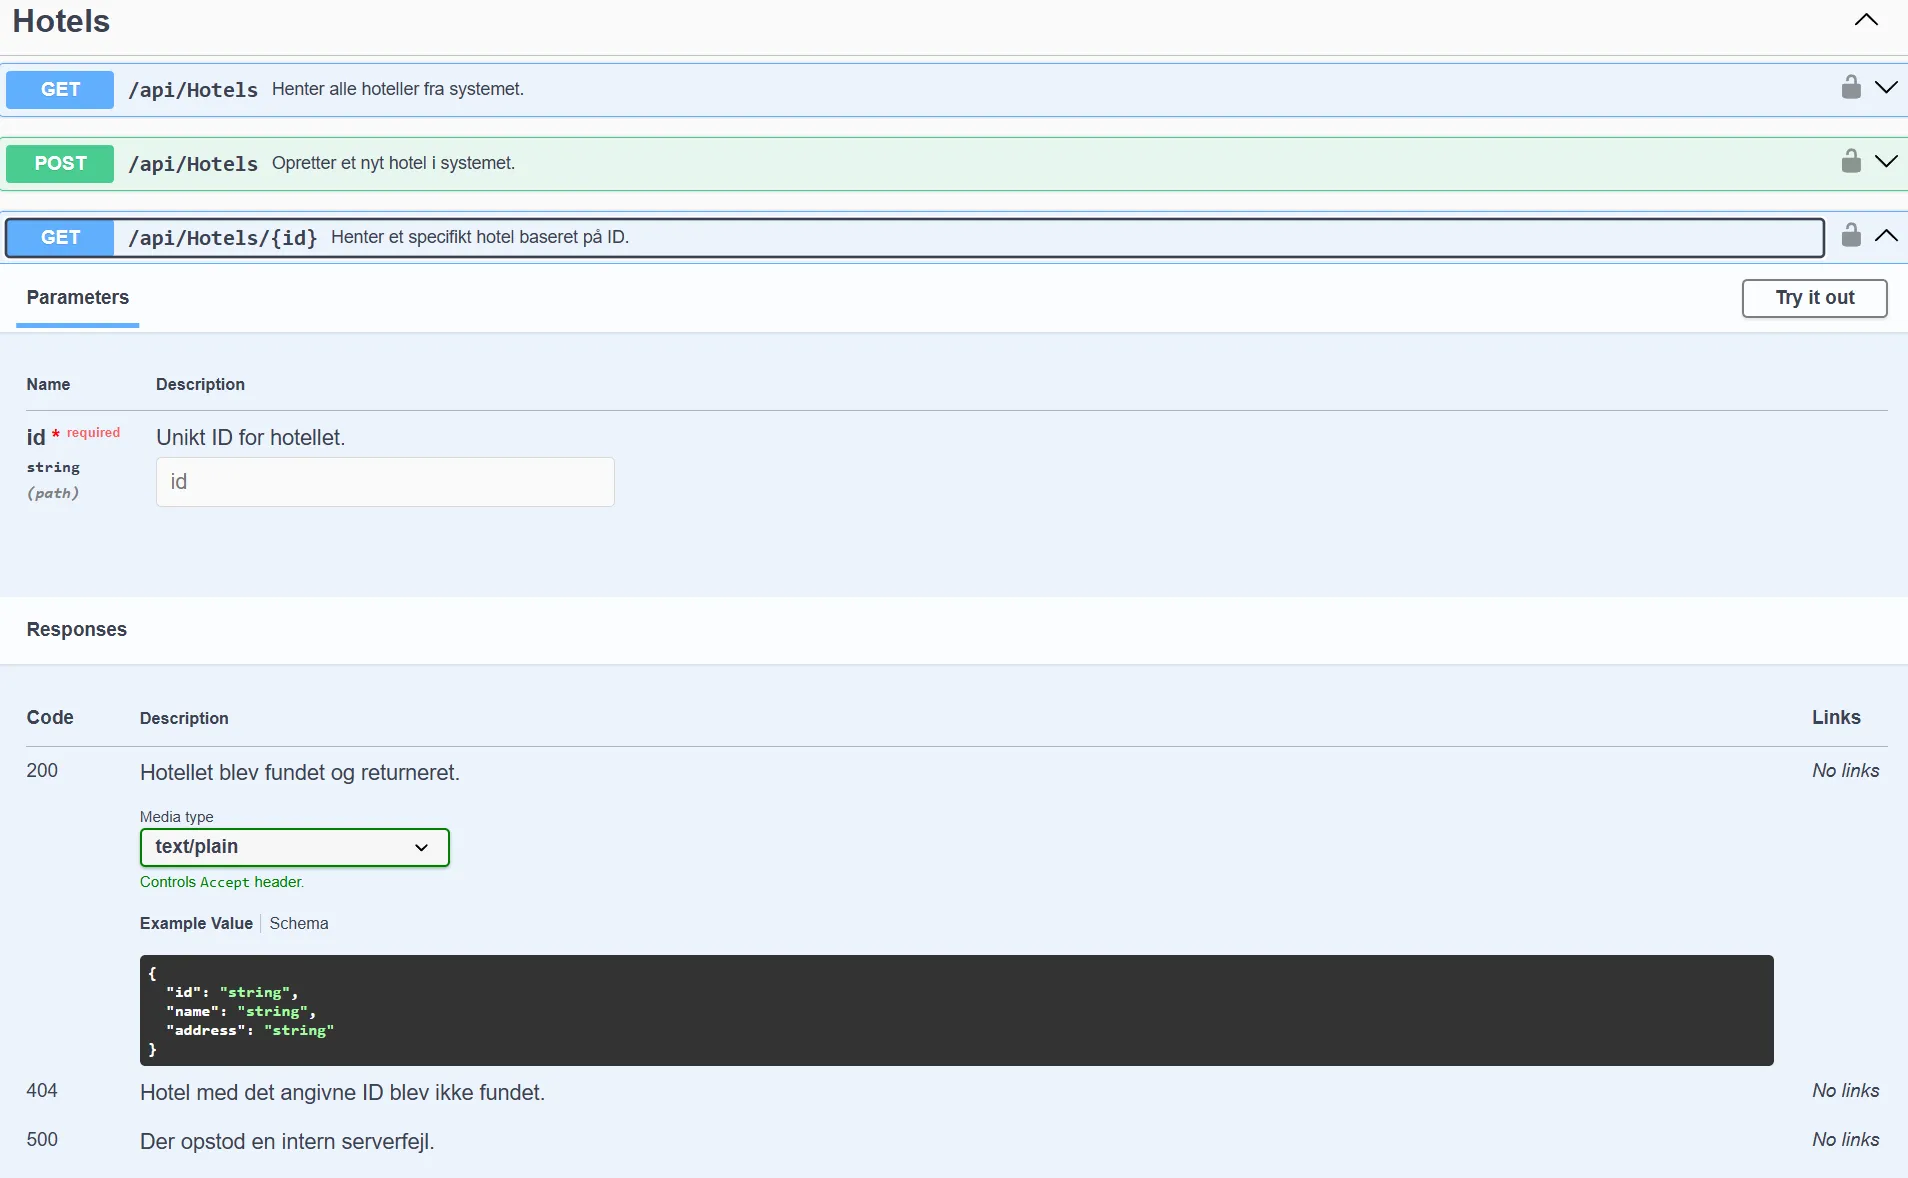 Hotels
GET /api/Hotels Henter alle hoteller fra systemet.
POST /api/Hotels Opretter et nyt hotel i systemet.
GET /api/Hotels/{id} Henter et specifikt hotel baseret på ID.
Parameters Try it out
Name Description
id * required Unikt ID for hotellet.
string id
(path)
Responses
Code Description Links
200 Hotellet blev fundet og returneret. No links
Media type
text/plain
Controls Accept header.
Example Value Schema
{
"id": "string",
"name": "string",
"address": "string"
}
404 Hotel med det angivne ID blev ikke fundet. No links
500 Der opstod en intern serverfejl. No links